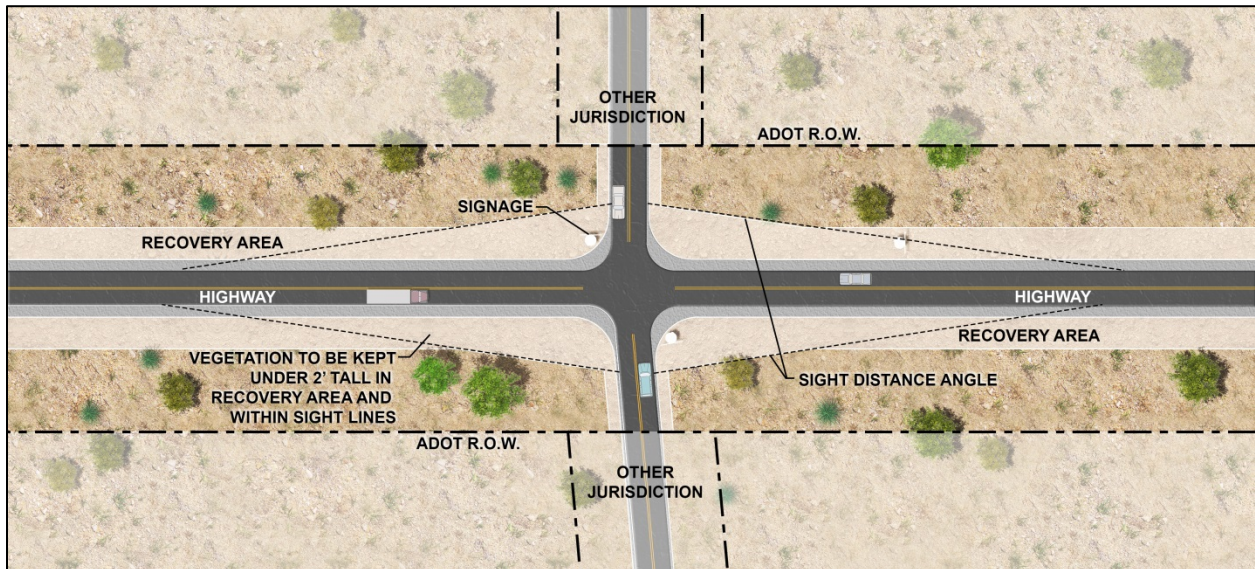 OTHER
JURISDICTION
ADOT R.O.W.
SIGNAGE
RECOVERY AREA
HIGHWAY
HIGHWAY
RECOVERY AREA
VEGETATION TO BE KEPT
UNDER 2' TALL IN
RECOVERY AREA AND
WITHIN SIGHT LINES
SIGHT DISTANCE ANGLE
ADOT R.O.W.
OTHER
JURISDICTION